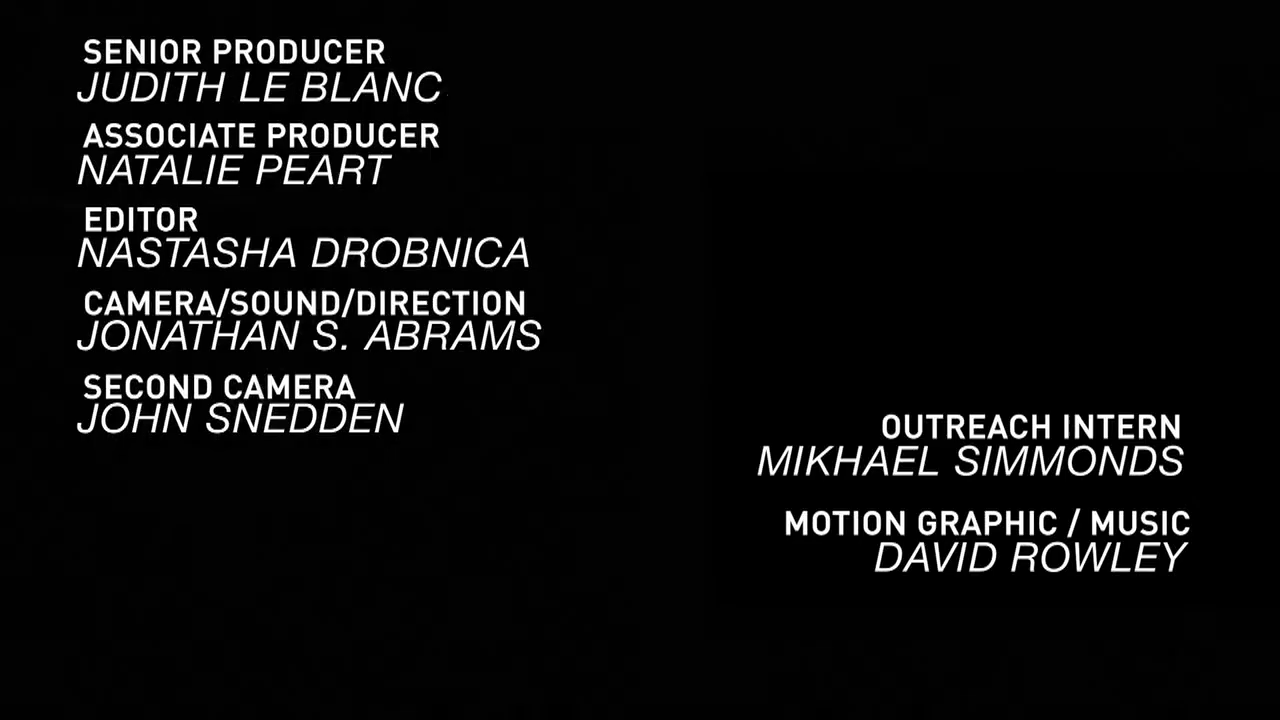 SENIOR PRODUCER
JUDITH LE BLANC
ASSOCIATE PRODUCER
NATALIE PEART
EDITOR
NASTASHA DROBNICA
CAMERA/SOUND/DIRECTION
JONATHAN S. ABRAMS
SECOND CAMERA
JOHN SNEDDEN
OUTREACH INTERN
MIKHAEL SIMMONDS
MOTION GRAPHIC / MUSIC
DAVID ROWLEY